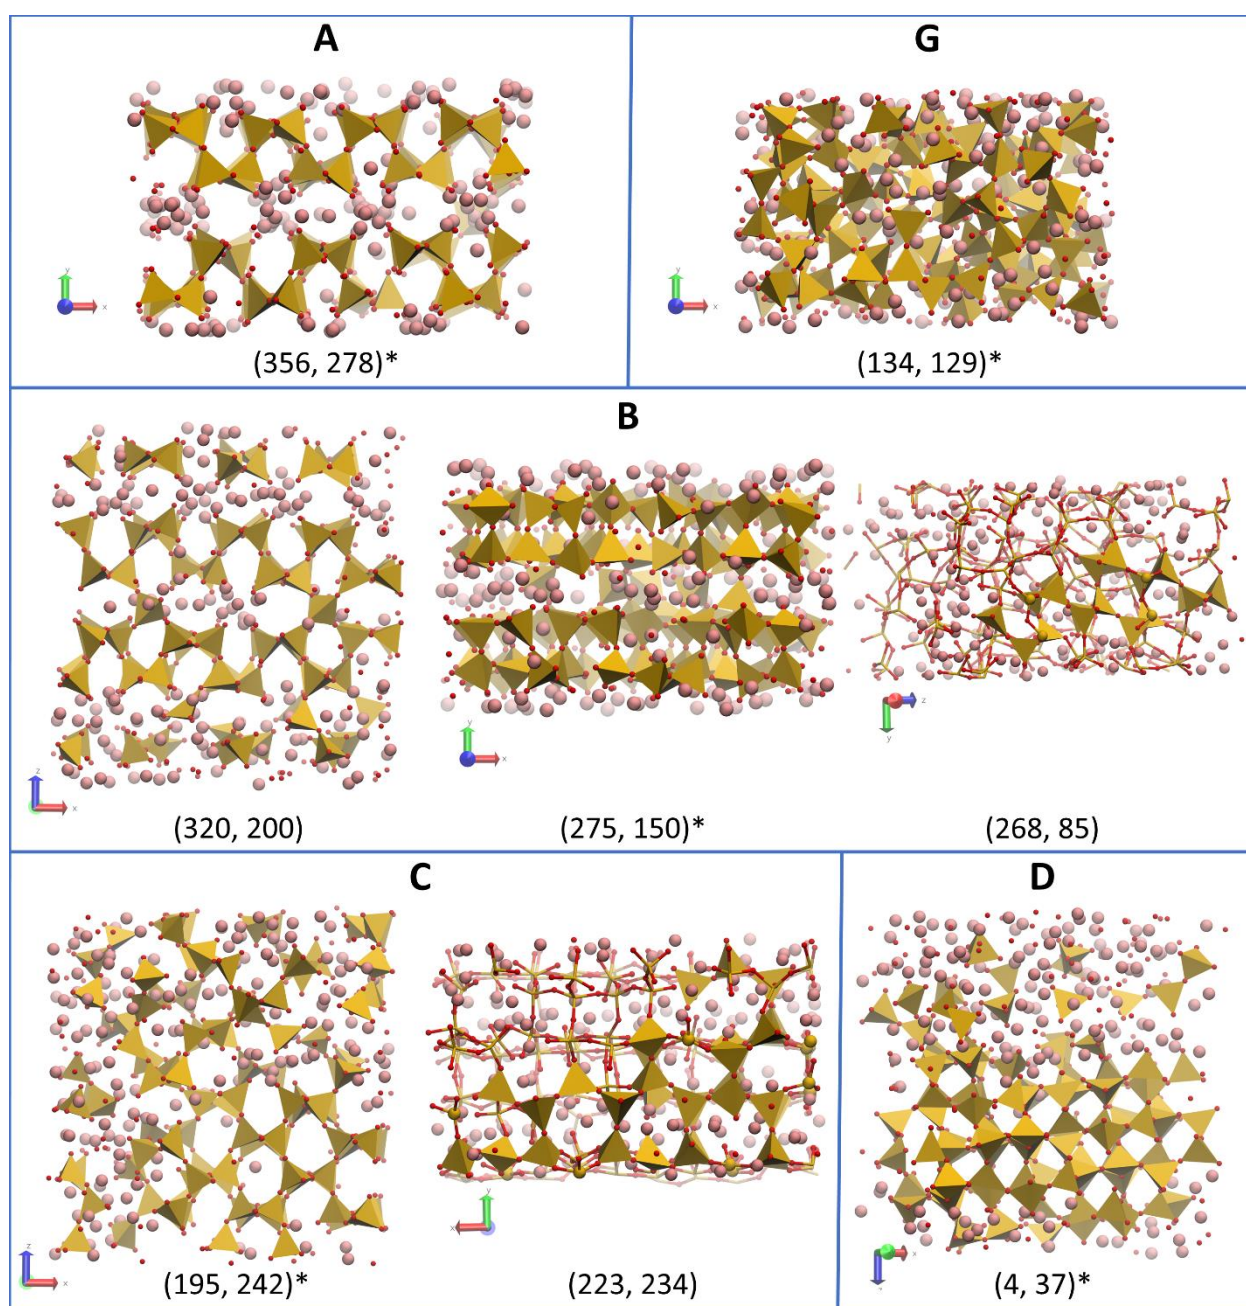 A
G
y
x
y
x
(356, 278)*
(134, 129)*
B
z
x
y
x
z
y
(320, 200)
(275, 150)*
(268, 85)
C
D
z
x
y
x
x
(195, 242)*
(223, 234)
(4, 37)*